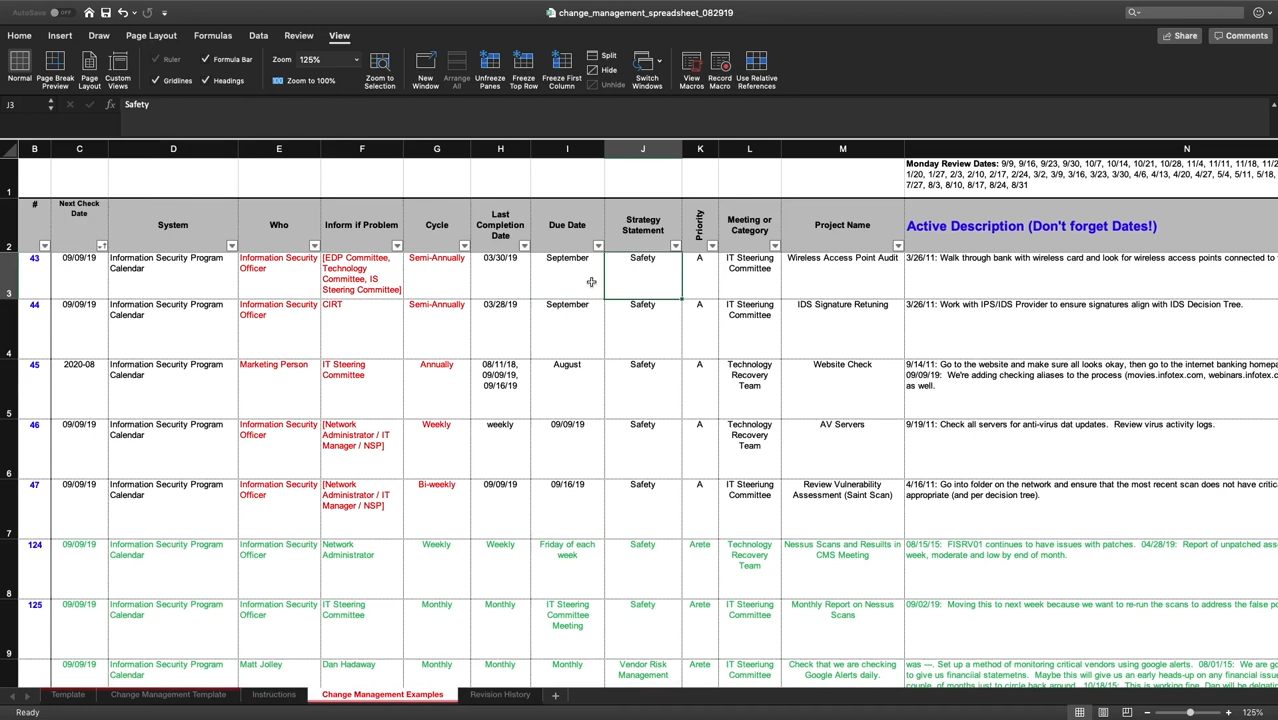 AutoSave OFF change_management_spreadsheet_082919
Home Insert Draw Page Layout Formulas Data Review View Share Comments
Normal Page Break Preview Page Layout Custom Views Ruler Formula Bar Gridlines Headings Zoom 125% 100 Zoom to 100% Zoom to Selection New Window Arrange All Unfreeze Panes Freeze Top Row Freeze First Column Split Hide Unhide Switch Windows View Macros Record Macro Use Relative References
J3 fx Safety
B C D E F G H I J K L M N
1 Monday Review Dates: 9/9, 9/16, 9/23, 9/30, 10/7, 10/14, 10/21, 10/28, 11/4, 11/11, 11/18,
1/20, 1/27, 2/3, 2/10, 2/17, 2/24, 3/2, 3/9, 3/16, 3/23, 3/30, 4/6, 4/13, 4/20, 4/27, 5/4, 5/11, 5/18,
7/27, 8/3, 8/10, 8/17, 8/24, 8/31
2 # Next Check Date System Who Inform if Problem Cycle Last Completion Date Due Date Strategy Statement Priority Meeting or Category Project Name Active Description (Don't forget Dates!)
3 43 09/09/19 Information Security Program Calendar Information Security Officer [EDP Committee, Technology Committee, IS Steering Committee] Semi-Annually 03/30/19 September Safety A IT Steeriung Committee Wireless Access Point Audit 3/26/11: Walk through bank with wireless card and look for wireless access points connected to
4 44 09/09/19 Information Security Program Calendar Information Security Officer CIRT Semi-Annually 03/28/19 September Safety A IT Steeriung Committee IDS Signature Retuning 3/26/11: Work with IPS/IDS Provider to ensure signatures align with IDS Decision Tree.
5 45 2020-08 Information Security Program Calendar Marketing Person IT Steering Committee Annually 08/11/18, 09/09/19, 09/16/19 August Safety A Technology Recovery Team Website Check 9/14/11: Go to the website and make sure all looks okay, then go to the internet banking
09/09/19: We're adding checking aliases to the process (movies.infotex.com,
as well.
6 46 09/09/19 Information Security Program Calendar Information Security Officer [Network Administrator / IT Manager / NSP] Weekly weekly 09/09/19 Safety A Technology Recovery Team AV Servers 9/19/11: Check all servers for anti-virus dat updates. Review virus activity logs.
7 47 09/09/19 Information Security Program Calendar Information Security Officer [Network Administrator / IT Manager / NSP] Bi-weekly 09/09/19 09/16/19 Safety A IT Steeriung Committee Review Vulnerability Assessment (Saint Scan) 4/16/11: Go into folder on the network and ensure that the most recent scan does not have
appropriate (and per decision tree).
8 124 09/09/19 Information Security Program Calendar Information Security Officer Network Administrator Weekly Weekly Friday of each week Safety Arete Technology Recovery Team Nessus Scans and Results in CMS Meeting 08/15/15: FISRV01 continues to have issues with patches. 04/28/19: Report of unpatched
week, moderate and low by end of month.
9 125 09/09/19 Information Security Program Calendar Information Security Officer IT Steering Committee Monthly Monthly IT Steering Committee Meeting Safety Arete IT Steeriung Committee Monthly Report on Nessus Scans 09/02/19: Moving this to next week because we want to re-run the scans to address the false
09/09/19 Information Security Program Calendar Matt Jolley Dan Hadaway Monthly Monthly Monthly Vendor Risk Management Arete IT Steeriung Committee Check that we are checking Google Alerts daily. was ---. Set up a method of monitoring critical vendors using google alerts. 08/01/15: We are
to give us financiial statemetns. Maybe this will give us an early heads-up on any financial
couple of months just to circle back around. 10/18/15: This is working fine. Dan will be
Template Change Management Template Instructions Change Management Examples Revision History
Ready 125%